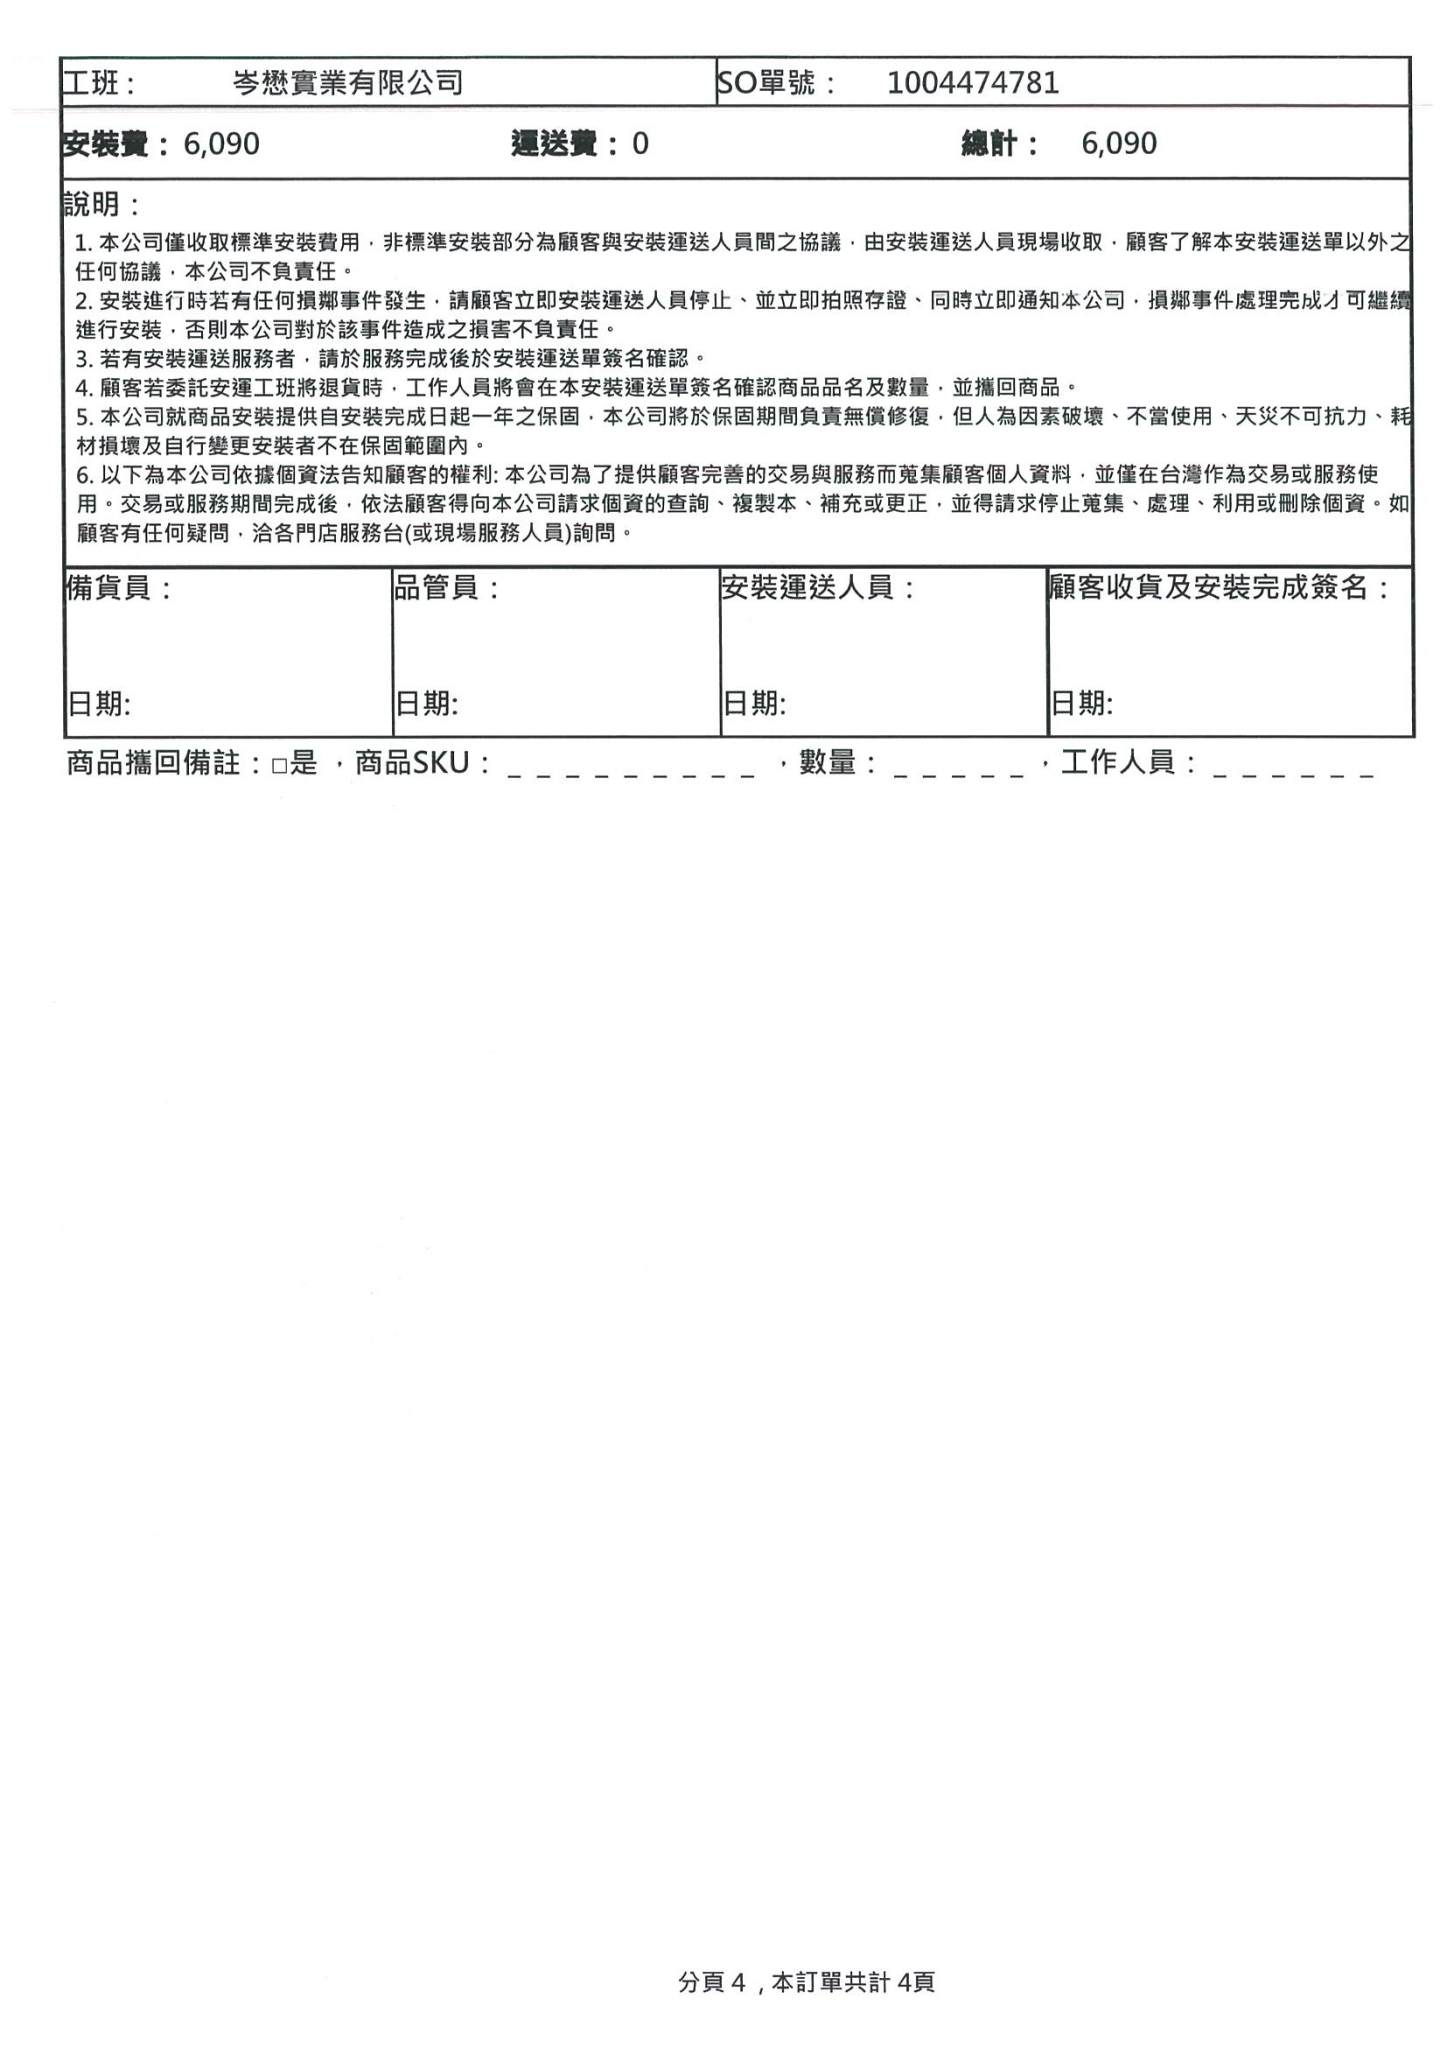 工班： 岑懋實業有限公司 SO單號： 1004474781
安裝費：6,090 運送費：0 總計： 6,090
說明：
1. 本公司僅收取標準安裝費用，非標準安裝部分為顧客與安裝運送人員間之協議，由安裝運送人員現場收取，顧客了解本安裝運送單以外之
任何協議，本公司不負責任。
2. 安裝進行時若有任何損鄰事件發生，請顧客立即安裝運送人員停止、並立即拍照存證、同時立即通知本公司，損鄰事件處理完成才可繼續
進行安裝，否則本公司對於該事件造成之損害不負責任。
3. 若有安裝運送服務者，請於服務完成後於安裝運送單簽名確認。
4. 顧客若委託安運工班將退貨時，工作人員將會在本安裝運送單簽名確認商品品名及數量，並攜回商品。
5. 本公司就商品安裝提供自安裝完成日起一年之保固，本公司將於保固期間負責無償修復，但人為因素破壞、不當使用、天災不可抗力、耗
材損壞及自行變更安裝者不在保固範圍內。
6. 以下為本公司依據個資法告知顧客的權利: 本公司為了提供顧客完善的交易與服務而蒐集顧客個人資料，並僅在台灣作為交易或服務使
用。交易或服務期間完成後，依法顧客得向本公司請求個資的查詢、複製本、補充或更正，並得請求停止蒐集、處理、利用或刪除個資。如
顧客有任何疑問，洽各門店服務台(或現場服務人員)詢問。
備貨員： 品管員： 安裝運送人員： 顧客收貨及安裝完成簽名：
日期: 日期: 日期: 日期:
商品攜回備註：□是 ，商品SKU：_ _ _ _ _ _ _ _ _ ，數量：_ _ _ _ _ ，工作人員：_ _ _ _ _ _
分頁 4 , 本訂單共計 4頁